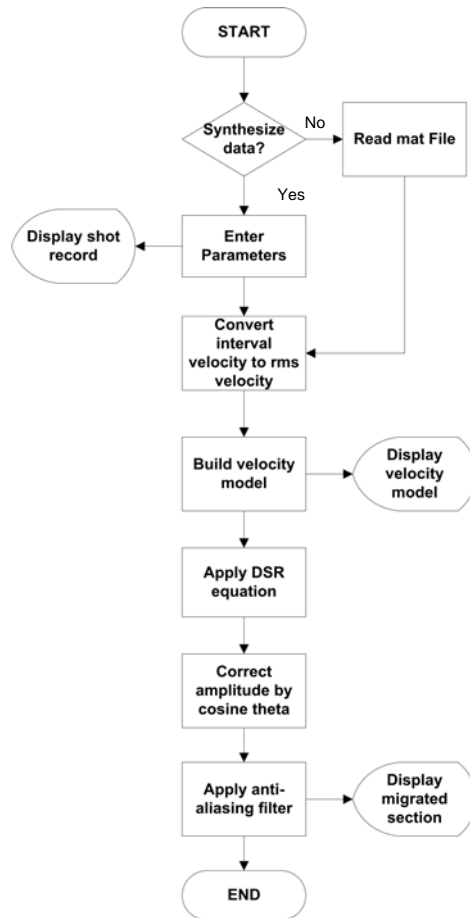 START
Synthesize
data?
No
Read mat File
Yes
Display shot
record
Enter
Parameters
Convert
interval
velocity to rms
velocity
Build velocity
model
Display
velocity
model
Apply DSR
equation
Correct
amplitude by
cosine theta
Apply anti-
aliasing filter
Display
migrated
section
END